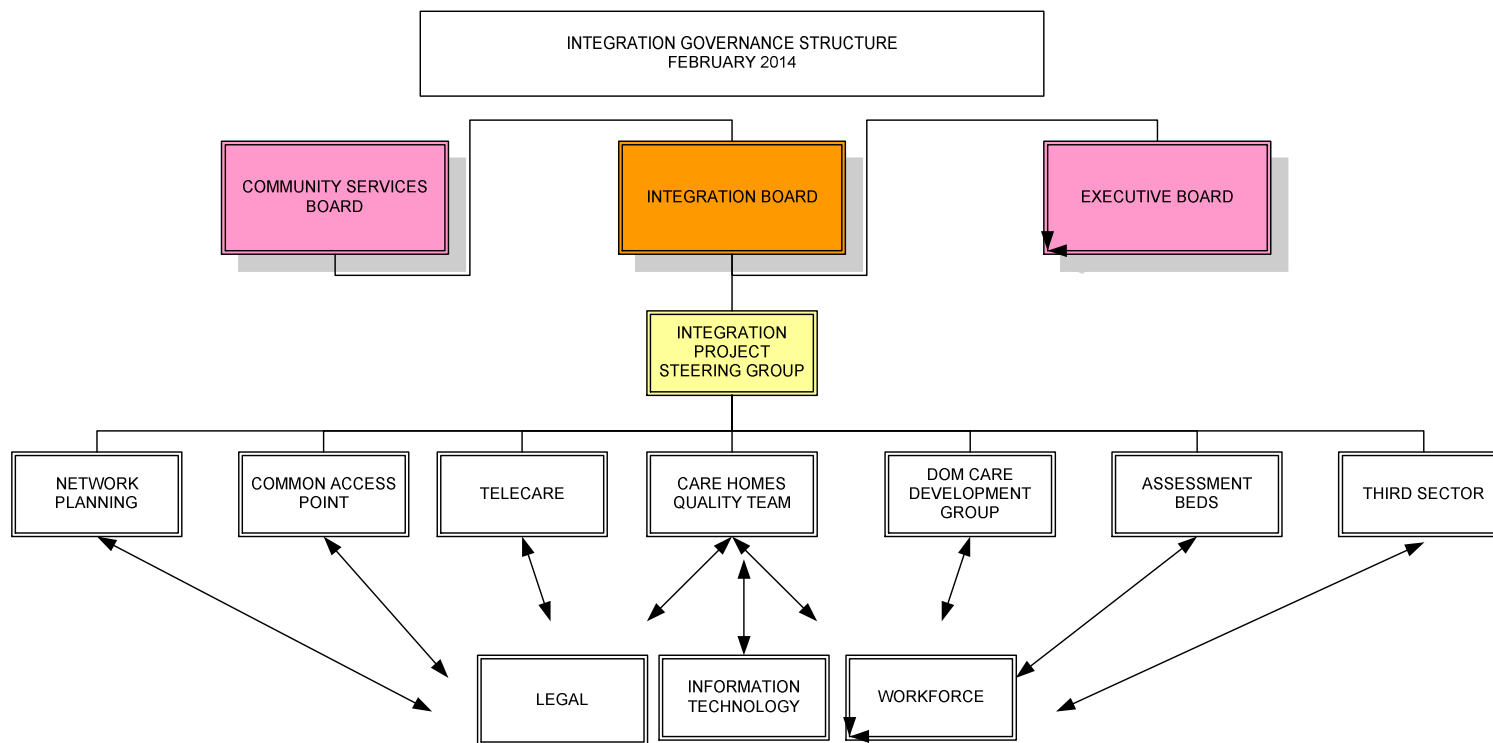 INTEGRATION GOVERNANCE STRUCTURE
FEBRUARY 2014
COMMUNITY SERVICES
BOARD
INTEGRATION BOARD
EXECUTIVE BOARD
INTEGRATION
PROJECT
STEERING GROUP
NETWORK
PLANNING
COMMON ACCESS
POINT
TELECARE
CARE HOMES
QUALITY TEAM
DOM CARE
DEVELOPMENT
GROUP
ASSESSMENT
BEDS
THIRD SECTOR
LEGAL
INFORMATION
TECHNOLOGY
WORKFORCE